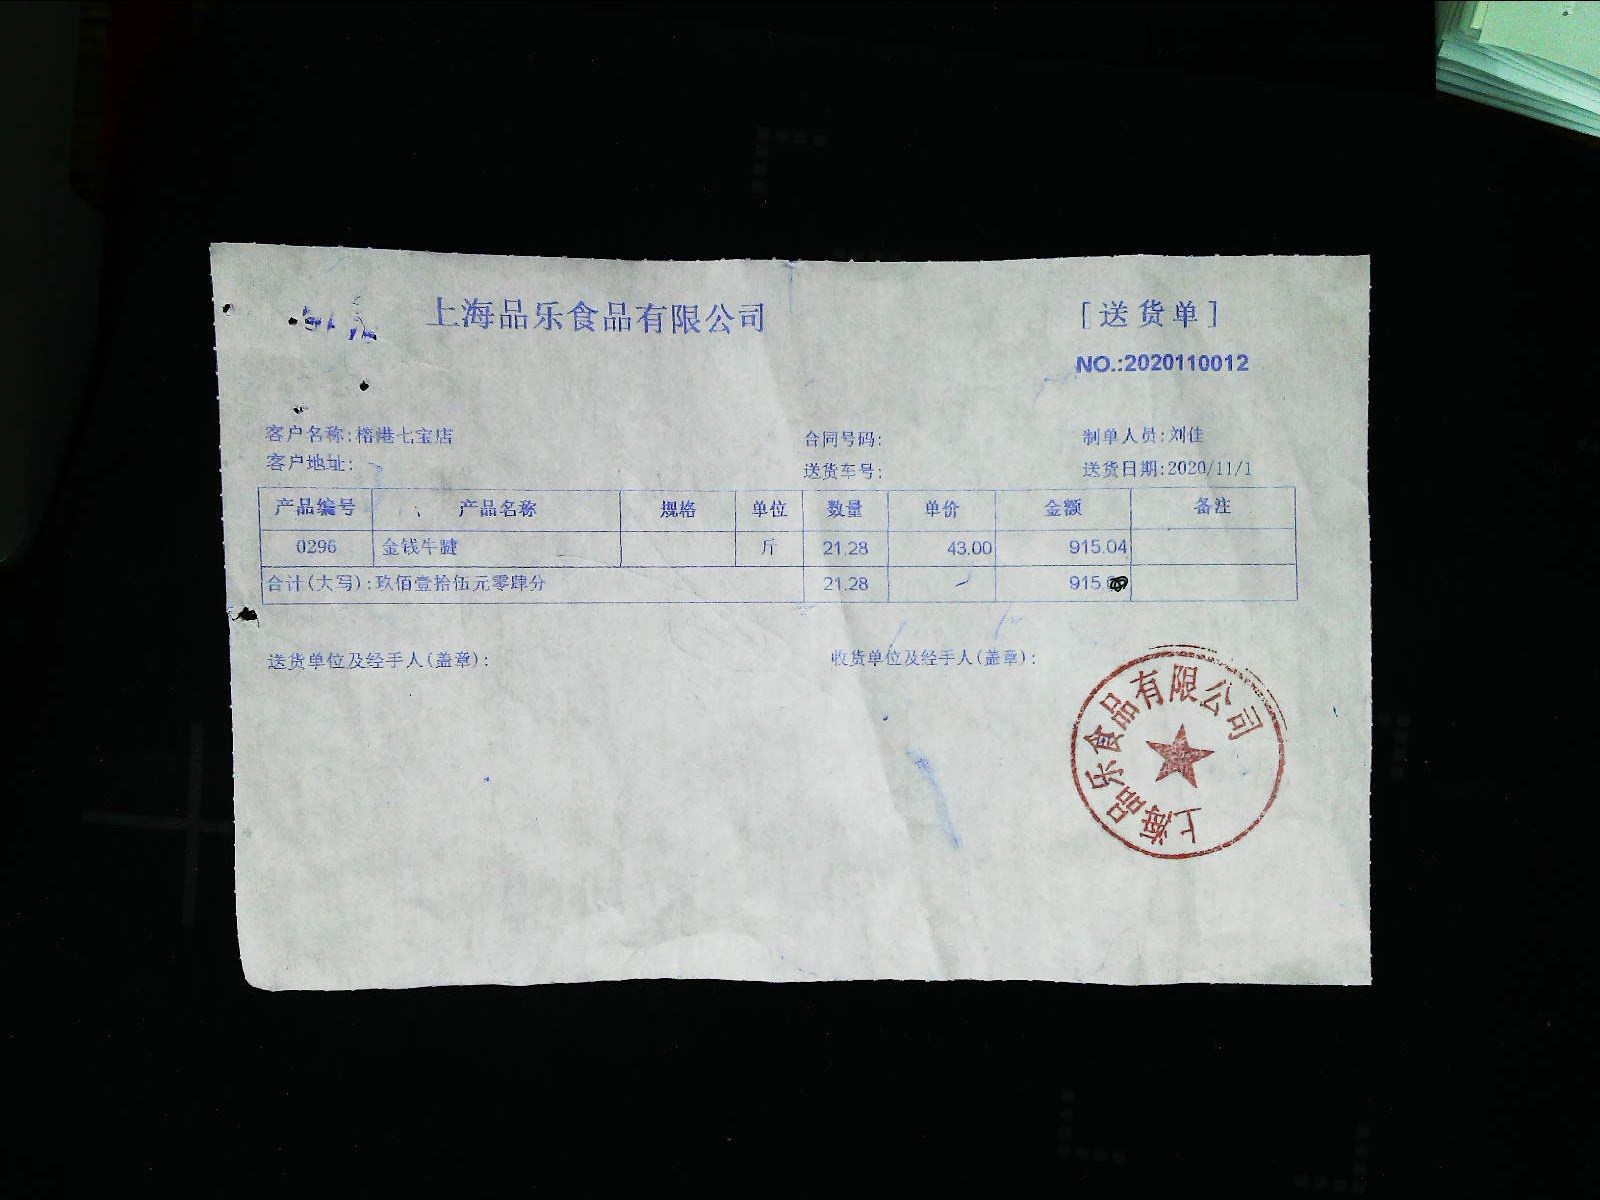 上海品乐食品有限公司 [送货单]
NO.:2020110012
客户名称:榕港七宝店 合同号码: 制单人员:刘佳
客户地址: 送货车号: 送货日期:2020/11/1
产品编号 产品名称 规格 单位 数量 单价 金额 备注
0296 金钱牛腱 斤 21.28 43.00 915.04
合计(大写):玖佰壹拾伍元零肆分 21.28 915.
送货单位及经手人(盖章): 收货单位及经手人(盖章):
上海品乐食品有限公司